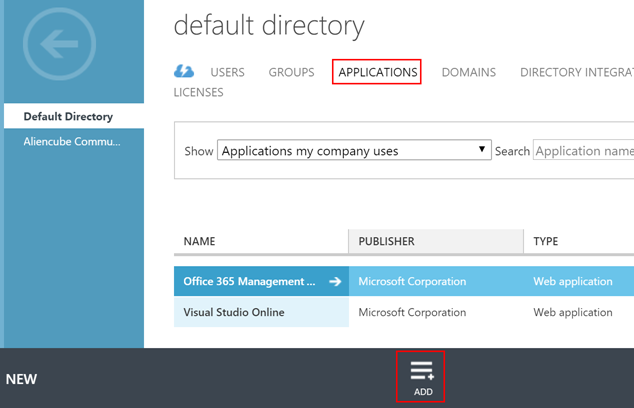 default directory
USERS GROUPS APPLICATIONS DOMAINS DIRECTORY INTEGRA
LICENSES
Default Directory
Aliencube Commu...
Show Applications my company uses Search Application name
NAME PUBLISHER TYPE
Office 365 Management ... Microsoft Corporation Web application
Visual Studio Online Microsoft Corporation Web application
NEW
ADD